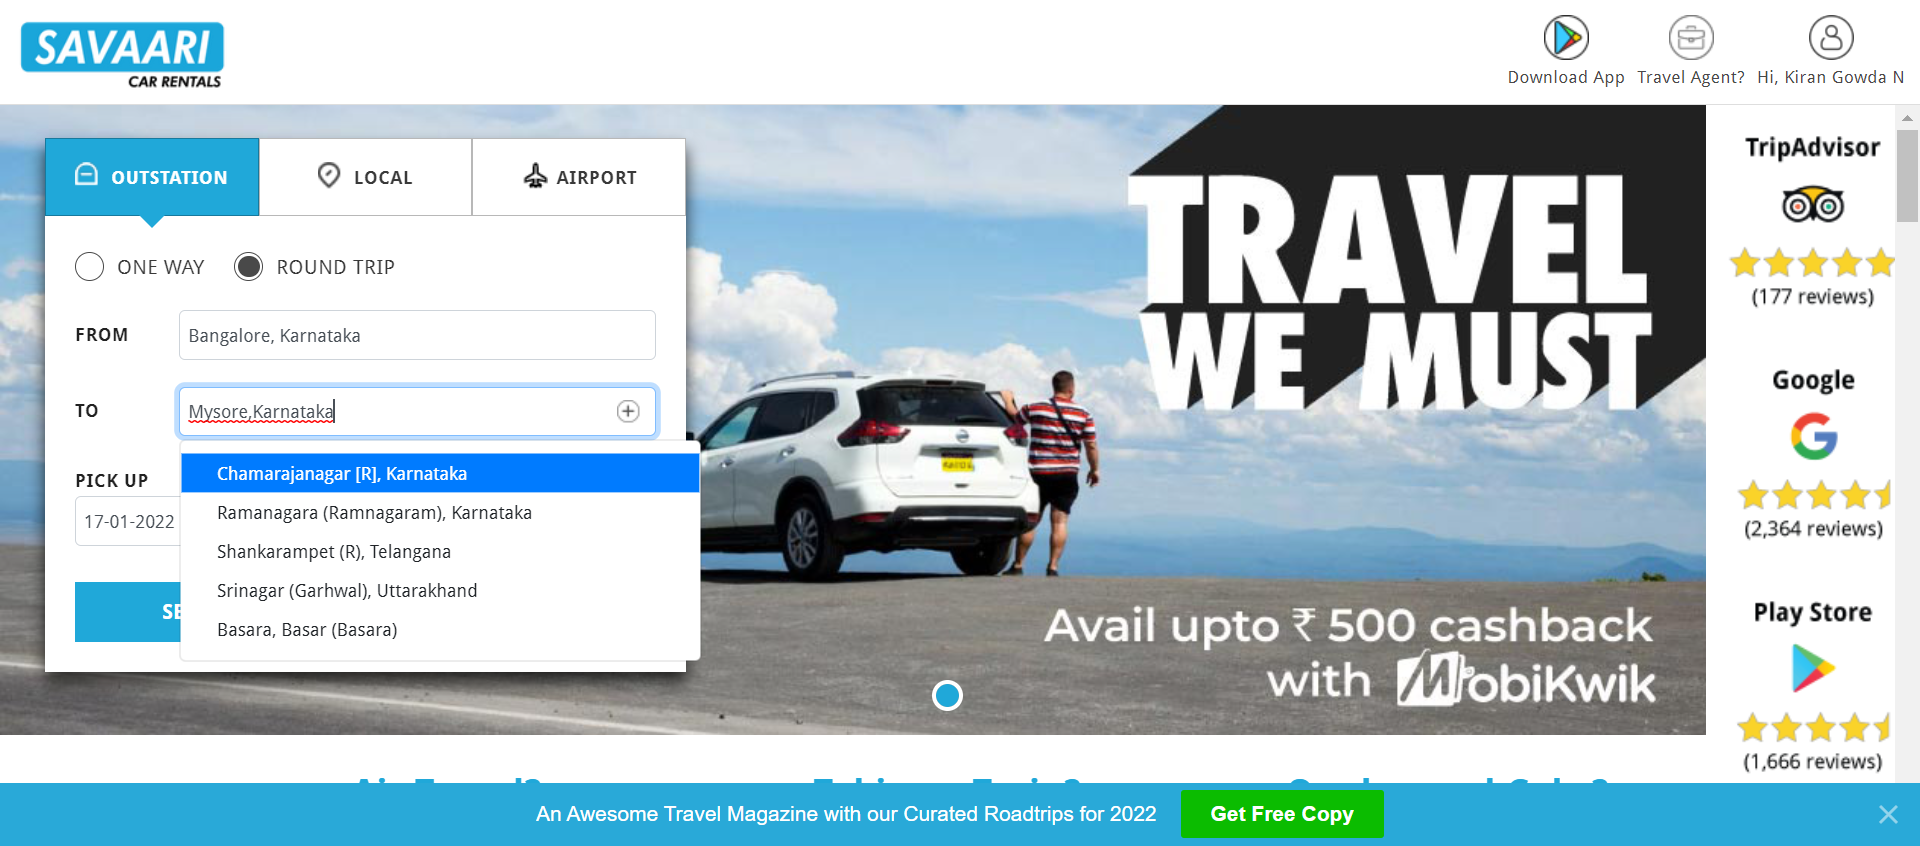 SAVAARI
CAR RENTALS
Download App
Travel Agent?
Hi, Kiran Gowda N
OUTSTATION
LOCAL
AIRPORT
ONE WAY
ROUND TRIP
FROM
Bangalore, Karnataka
TO
Mysore,Karnataka
Chamarajanagar [R], Karnataka
Ramanagara (Ramnagaram), Karnataka
Shankarampet (R), Telangana
Srinagar (Garhwal), Uttarakhand
Basara, Basar (Basara)
PICK UP
17-01-2022
TRAVEL
WE MUST
Avail upto ₹ 500 cashback
with MobiKwik
TripAdvisor
(177 reviews)
Google
(2,364 reviews)
Play Store
(1,666 reviews)
An Awesome Travel Magazine with our Curated Roadtrips for 2022
Get Free Copy